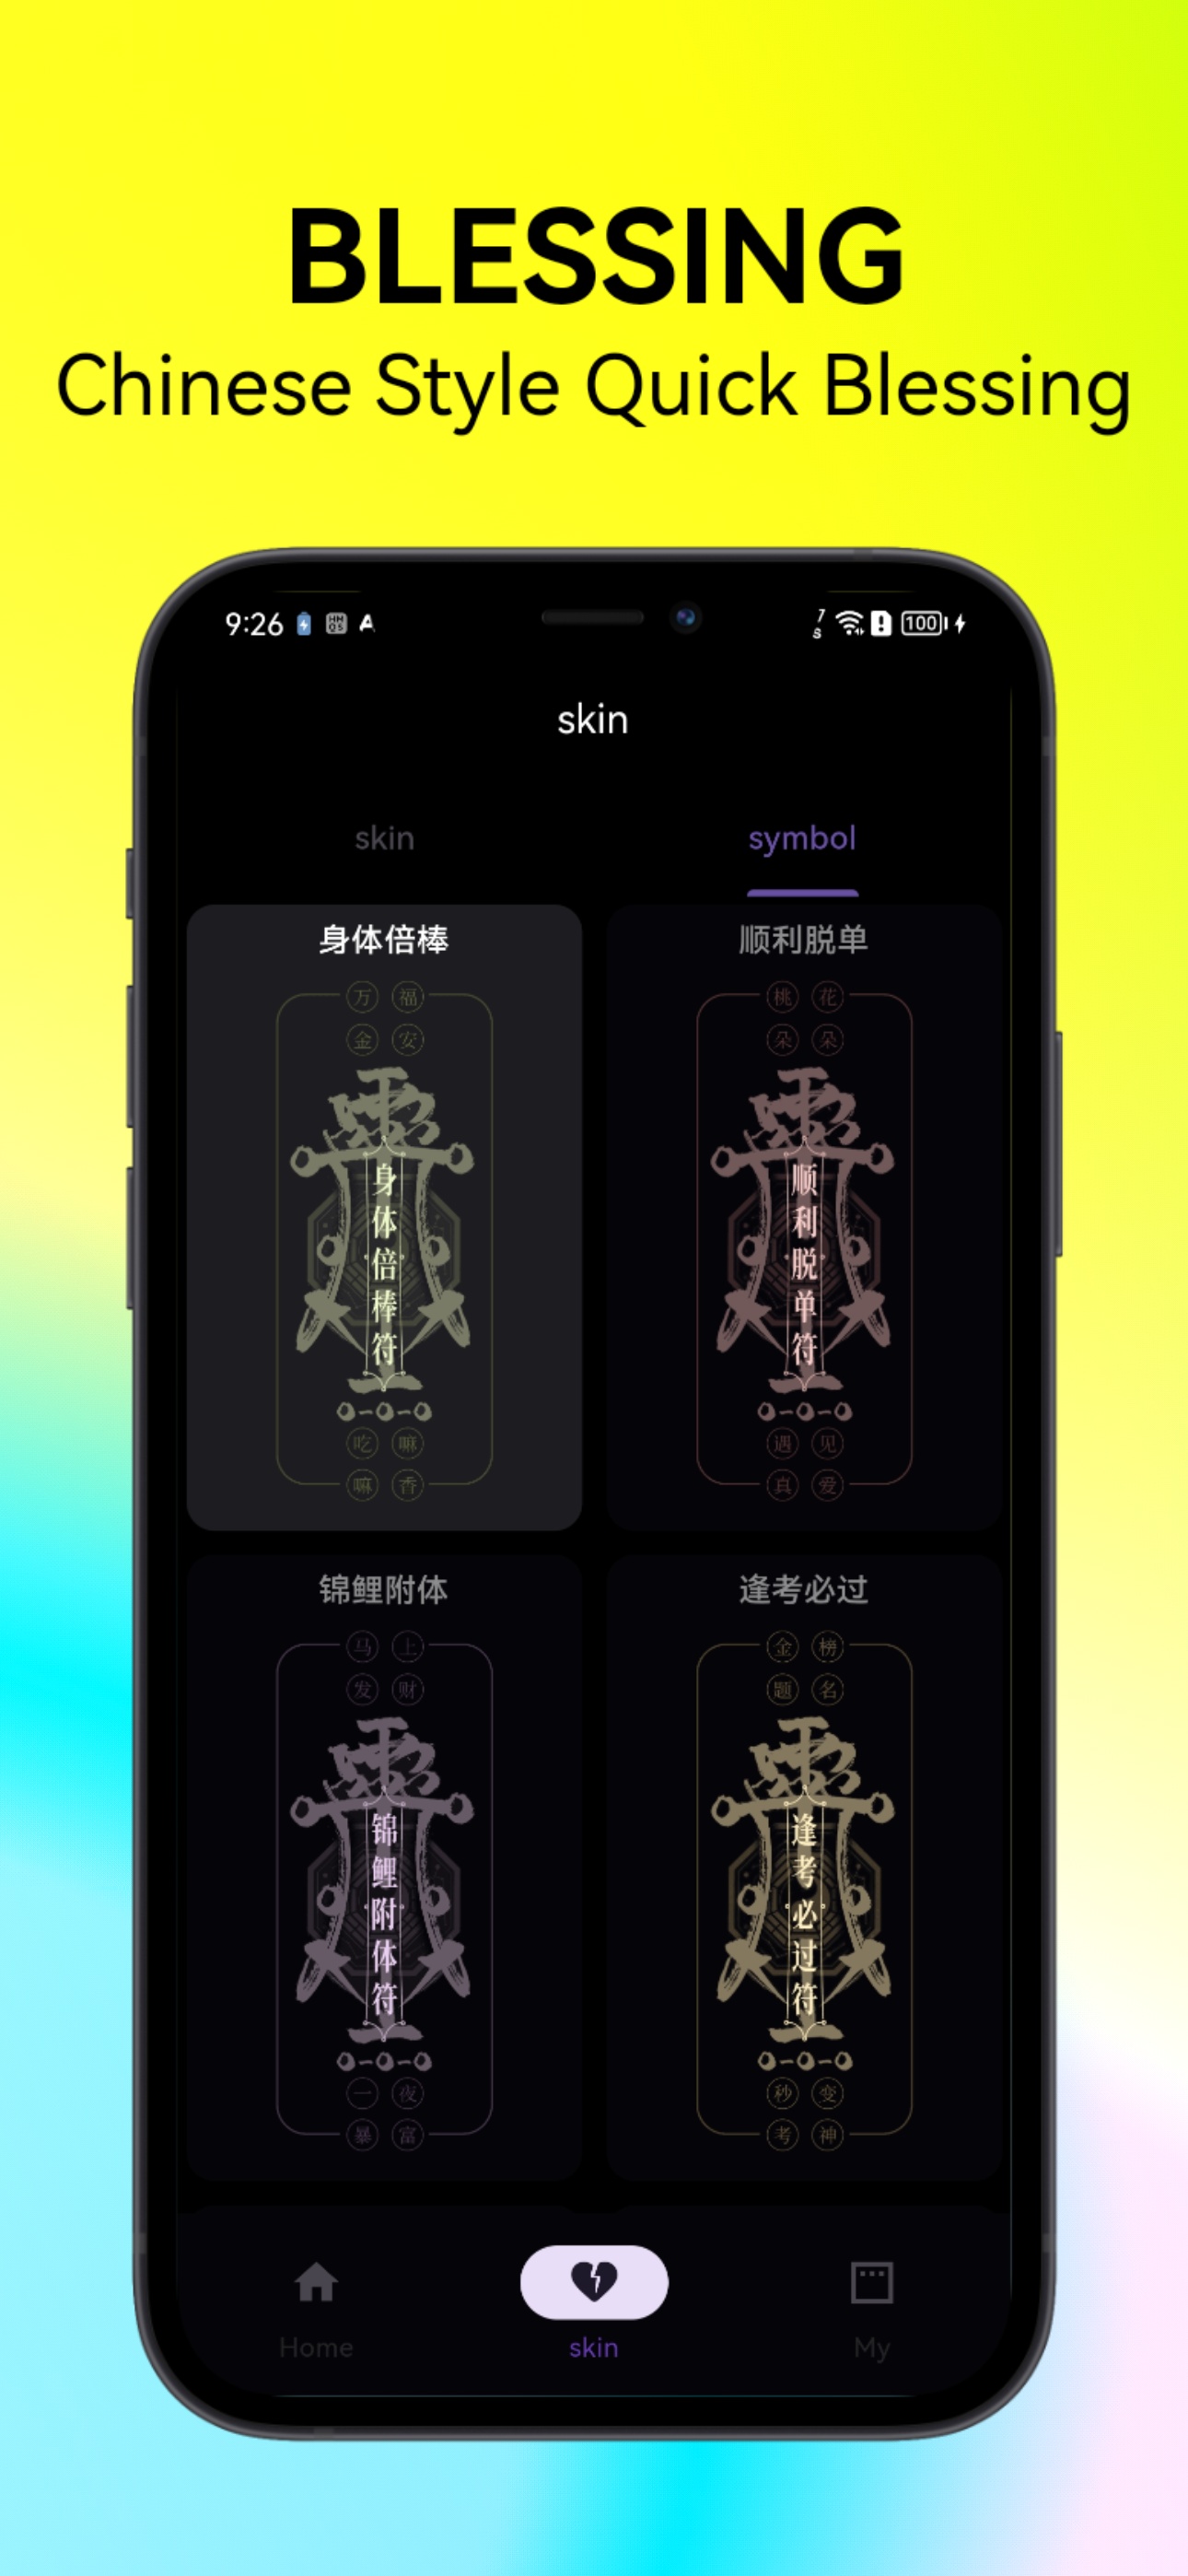 BLESSING
Chinese Style Quick Blessing
9:26
7
s
100
skin
skin
symbol
身体倍棒
万 福
金 安
身
体
倍
棒
符
吃 嘛
嘛 香
顺利脱单
桃 花
朵 朵
顺
利
脱
单
符
遇 见
真 爱
锦鲤附体
马 上
发 财
锦
鲤
附
体
符
一 夜
暴 富
逢考必过
金 榜
题 名
逢
考
必
过
符
秒 变
考 神
Home
skin
My